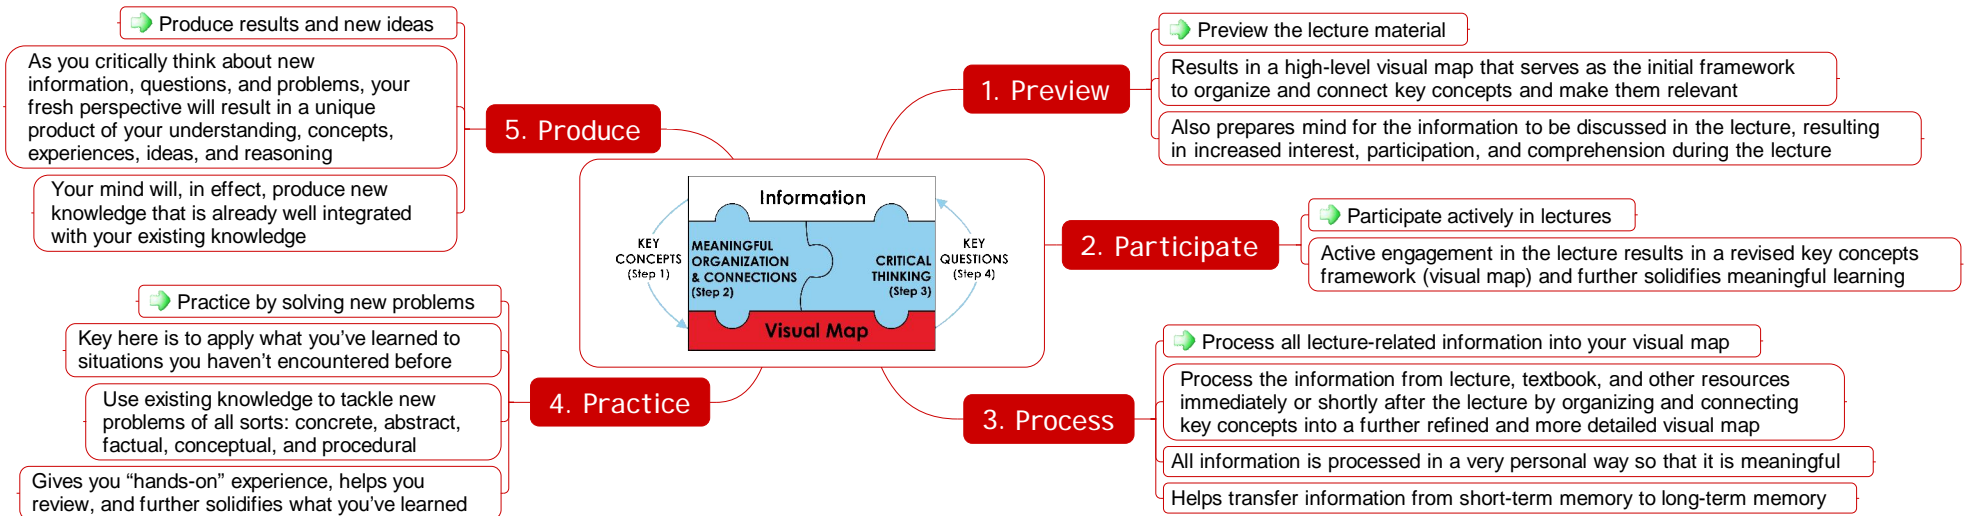 1. Preview
Preview the lecture material
Results in a high-level visual map that serves as the initial framework
to organize and connect key concepts and make them relevant
Also prepares mind for the information to be discussed in the lecture, resulting
in increased interest, participation, and comprehension during the lecture
2. Participate
Participate actively in lectures
Active engagement in the lecture results in a revised key concepts
framework (visual map) and further solidifies meaningful learning
3. Process
Process all lecture-related information into your visual map
Process the information from lecture, textbook, and other resources
immediately or shortly after the lecture by organizing and connecting
key concepts into a further refined and more detailed visual map
All information is processed in a very personal way so that it is meaningful
Helps transfer information from short-term memory to long-term memory
4. Practice
Practice by solving new problems
Key here is to apply what you’ve learned to
situations you haven’t encountered before
Use existing knowledge to tackle new
problems of all sorts: concrete, abstract,
factual, conceptual, and procedural
Gives you “hands-on” experience, helps you
review, and further solidifies what you’ve learned
5. Produce
Produce results and new ideas
As you critically think about new
information, questions, and problems, your
fresh perspective will result in a unique
product of your understanding, concepts,
experiences, ideas, and reasoning
Your mind will, in effect, produce new
knowledge that is already well integrated
with your existing knowledge
Information
KEY
CONCEPTS
(Step 1)
MEANINGFUL
ORGANIZATION
& CONNECTIONS
(Step 2)
CRITICAL
THINKING
(Step 3)
KEY
QUESTIONS
(Step 4)
Visual Map